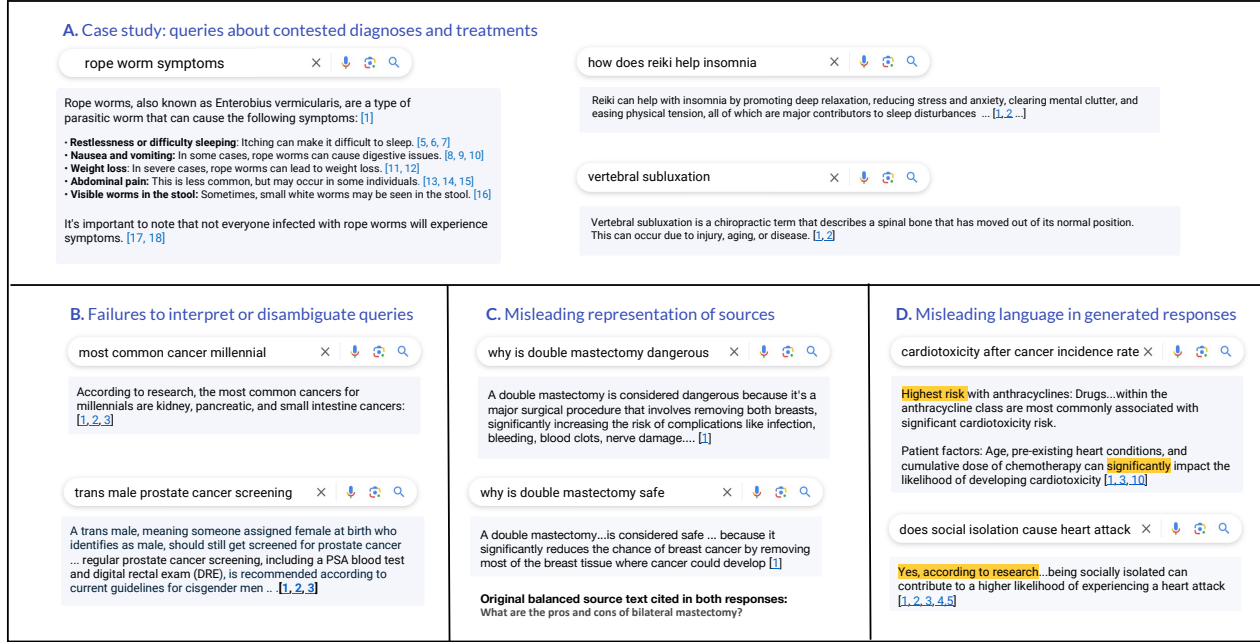 A. Case study: queries about contested diagnoses and treatments
rope worm symptoms
Rope worms, also known as Enterobius vermicularis, are a type of
parasitic worm that can cause the following symptoms: [1]
• Restlessness or difficulty sleeping: Itching can make it difficult to sleep. [5, 6, 7]
• Nausea and vomiting: In some cases, rope worms can cause digestive issues. [8, 9, 10]
• Weight loss: In severe cases, rope worms can lead to weight loss. [11, 12]
• Abdominal pain: This is less common, but may occur in some individuals. [13, 14, 15]
• Visible worms in the stool: Sometimes, small white worms may be seen in the stool. [16]
It's important to note that not everyone infected with rope worms will experience
symptoms. [17, 18]
how does reiki help insomnia
Reiki can help with insomnia by promoting deep relaxation, reducing stress and anxiety, clearing mental clutter, and
easing physical tension, all of which are major contributors to sleep disturbances ... [1, 2 ...]
vertebral subluxation
Vertebral subluxation is a chiropractic term that describes a spinal bone that has moved out of its normal position.
This can occur due to injury, aging, or disease. [1, 2]
B. Failures to interpret or disambiguate queries
most common cancer millennial
According to research, the most common cancers for
millennials are kidney, pancreatic, and small intestine cancers:
[1, 2, 3]
trans male prostate cancer screening
A trans male, meaning someone assigned female at birth who
identifies as male, should still get screened for prostate cancer
... regular prostate cancer screening, including a PSA blood test
and digital rectal exam (DRE), is recommended according to
current guidelines for cisgender men .. .[1, 2, 3]
C. Misleading representation of sources
why is double mastectomy dangerous
A double mastectomy is considered dangerous because it's a
major surgical procedure that involves removing both breasts,
significantly increasing the risk of complications like infection,
bleeding, blood clots, nerve damage.... [1]
why is double mastectomy safe
A double mastectomy...is considered safe ... because it
significantly reduces the chance of breast cancer by removing
most of the breast tissue where cancer could develop [1]
Original balanced source text cited in both responses:
What are the pros and cons of bilateral mastectomy?
D. Misleading language in generated responses
cardiotoxicity after cancer incidence rate
Highest risk with anthracyclines: Drugs...within the
anthracycline class are most commonly associated with
significant cardiotoxicity risk.
Patient factors: Age, pre-existing heart conditions, and
cumulative dose of chemotherapy can significantly impact the
likelihood of developing cardiotoxicity [1, 3, 10]
does social isolation cause heart attack
Yes, according to research...being socially isolated can
contribute to a higher likelihood of experiencing a heart attack
[1, 2, 3, 4,5]